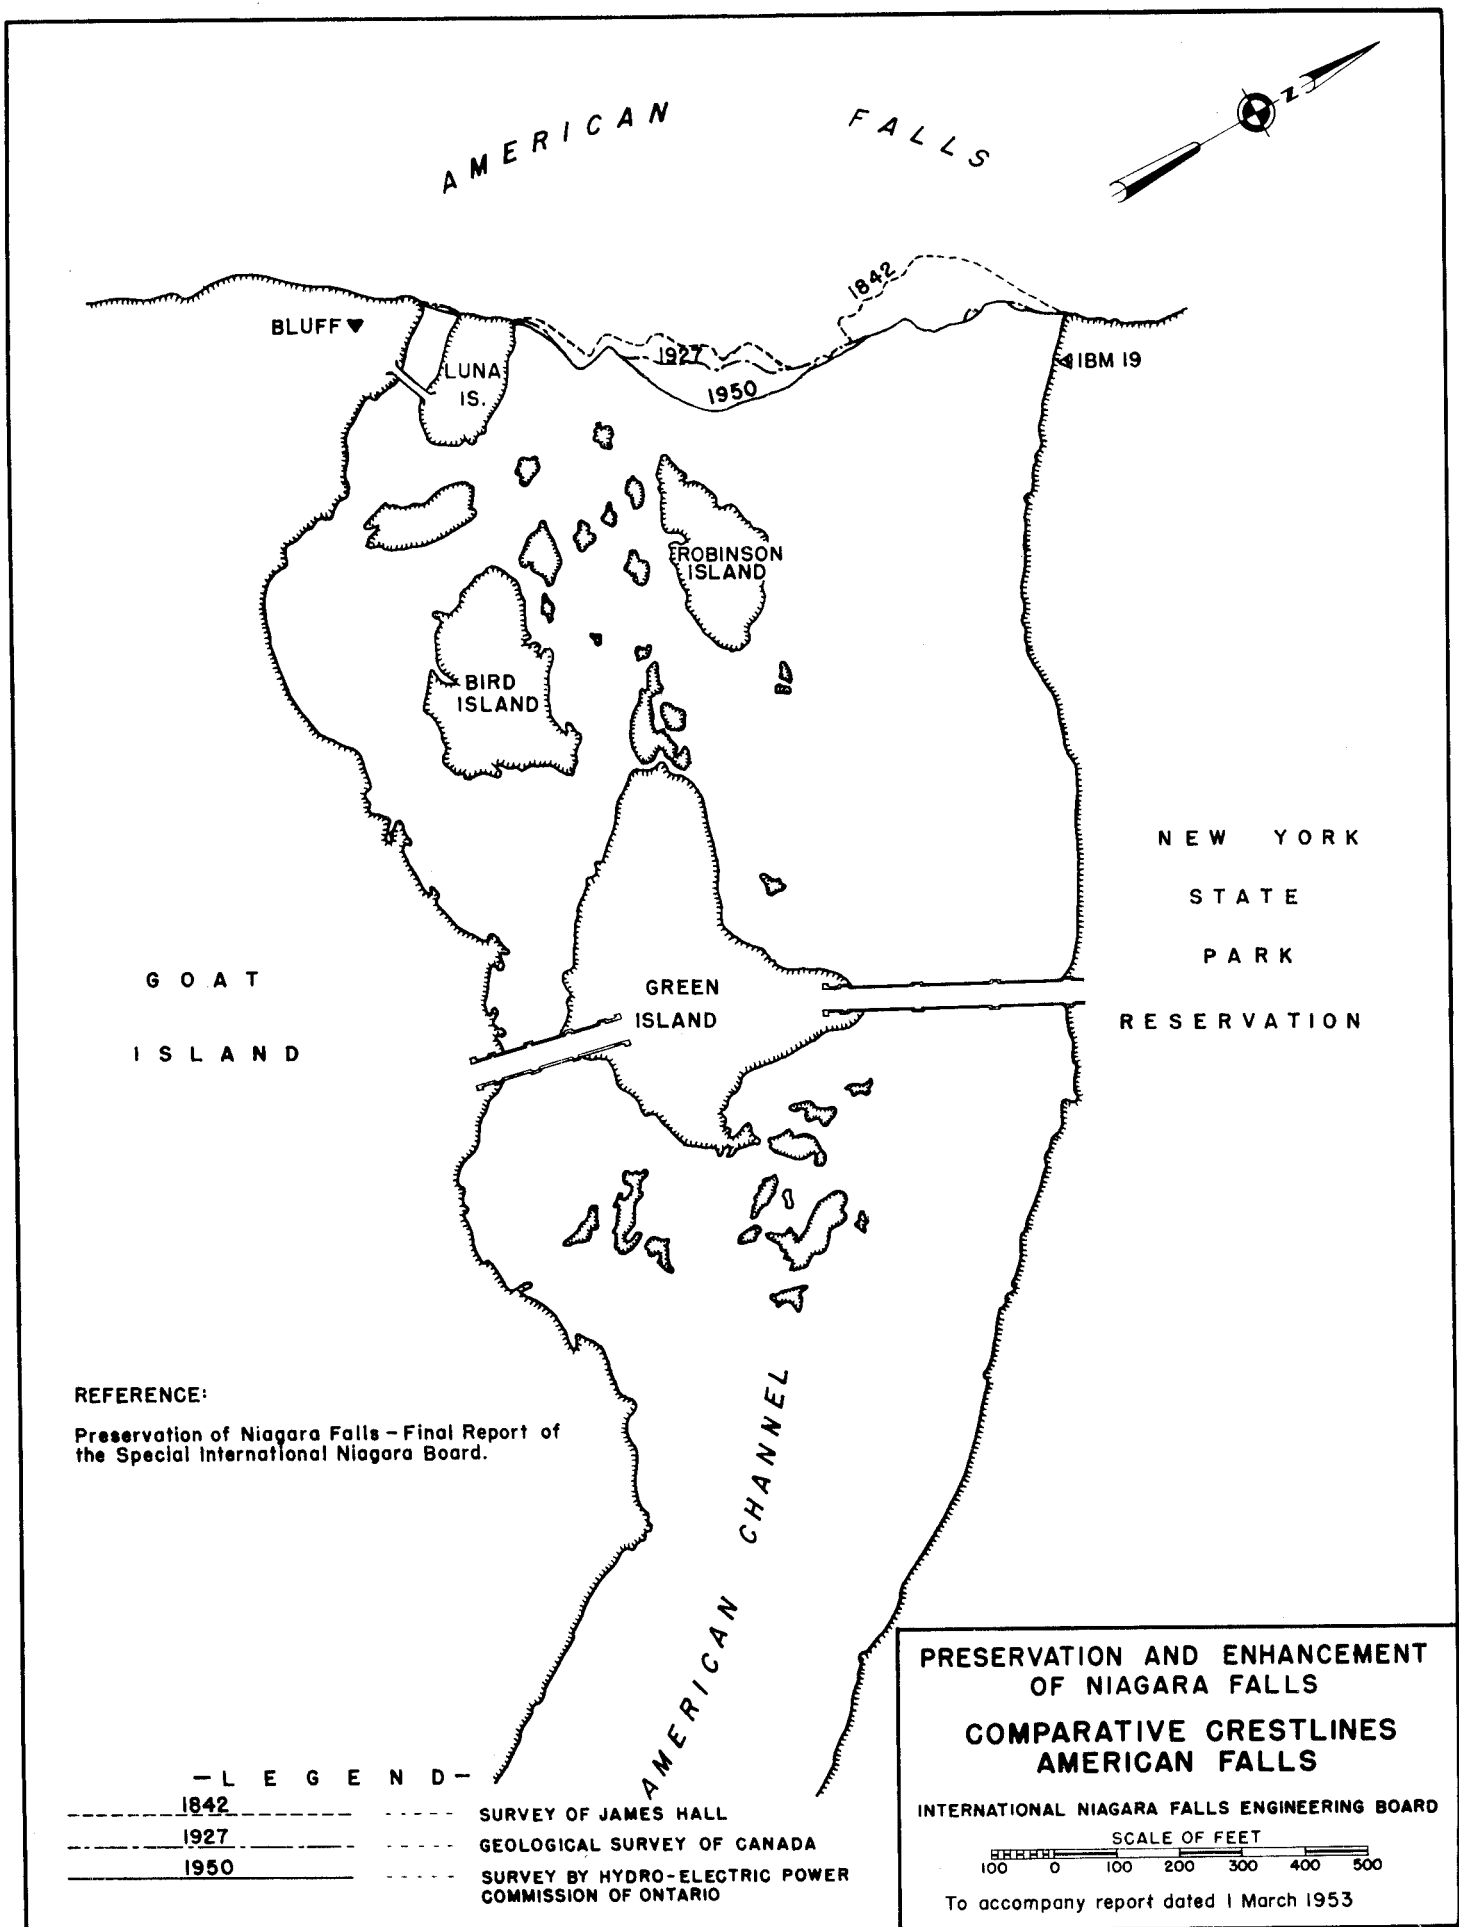 AMERICAN FALLS
N
1842
BLUFF
1927
IBM 19
LUNA
IS.
1950
ROBINSON
ISLAND
BIRD
ISLAND
NEW YORK
STATE
PARK
RESERVATION
GOAT
ISLAND
GREEN
ISLAND
AMERICAN CHANNEL
REFERENCE:
Preservation of Niagara Falls – Final Report of
the Special International Niagara Board.
– L E G E N D –
1842 SURVEY OF JAMES HALL
1927 GEOLOGICAL SURVEY OF CANADA
1950 SURVEY BY HYDRO-ELECTRIC POWER
COMMISSION OF ONTARIO
PRESERVATION AND ENHANCEMENT
OF NIAGARA FALLS
COMPARATIVE CRESTLINES
AMERICAN FALLS
INTERNATIONAL NIAGARA FALLS ENGINEERING BOARD
SCALE OF FEET
100 0 100 200 300 400 500
To accompany report dated 1 March 1953